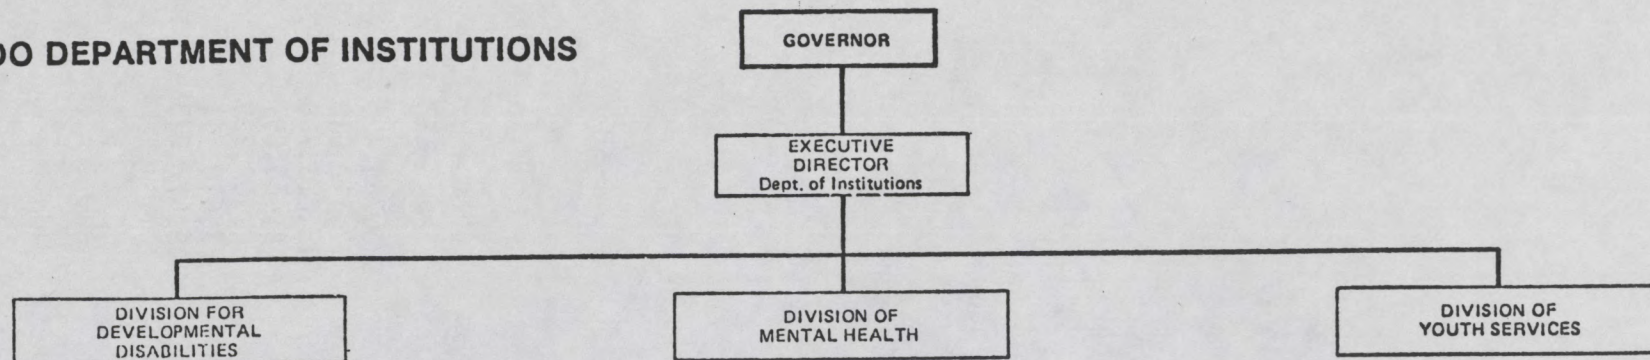 DO DEPARTMENT OF INSTITUTIONS
GOVERNOR
EXECUTIVE
DIRECTOR
Dept. of Institutions
DIVISION FOR
DEVELOPMENTAL
DISABILITIES
DIVISION OF
MENTAL HEALTH
DIVISION OF
YOUTH SERVICES